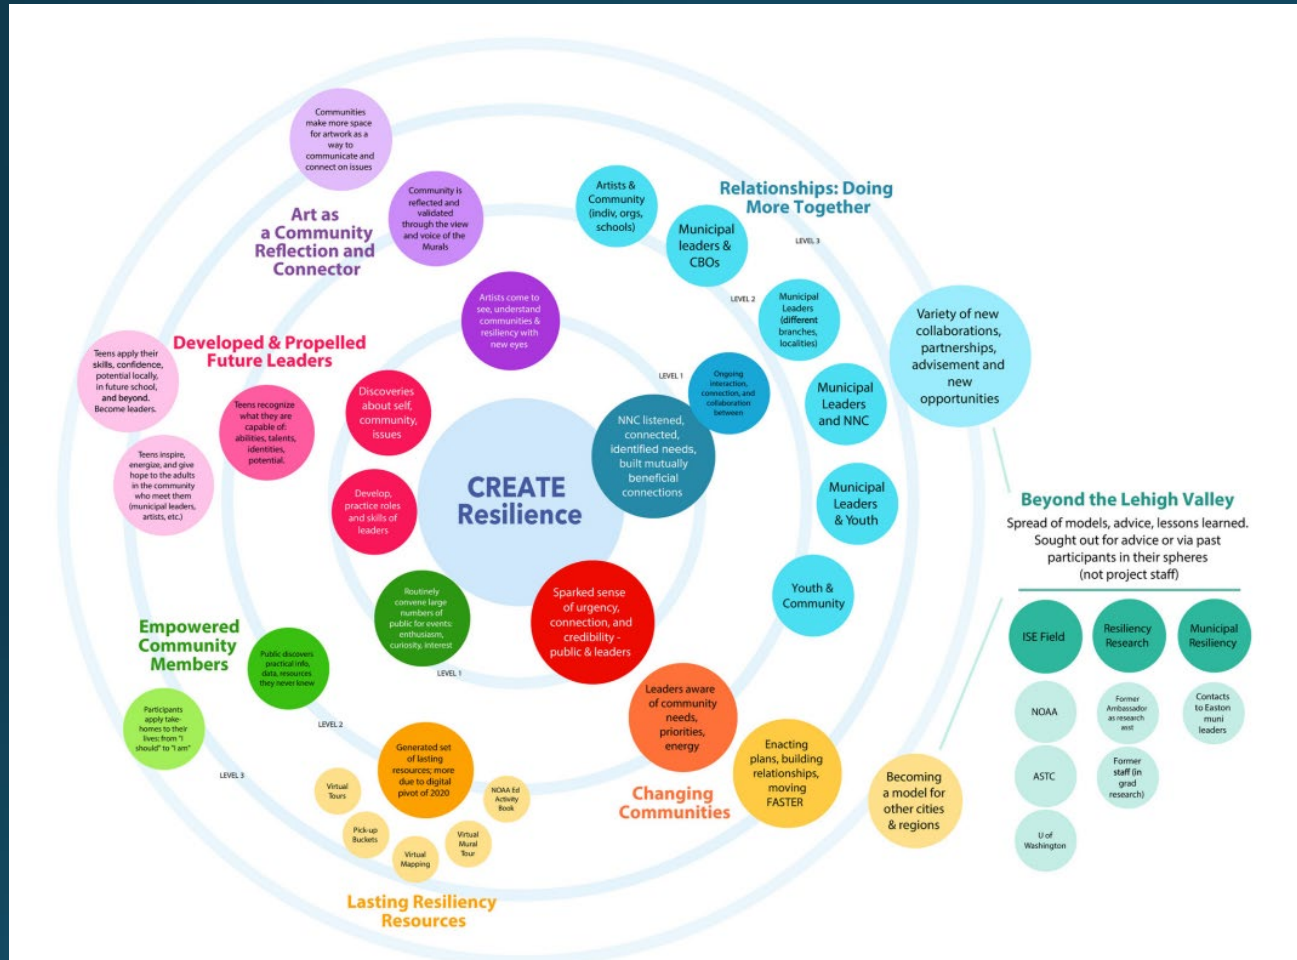 Communities
make more space
for artwork as a
way to
communicate and
connect on issues
Community is
reflected and
validated
through the view
and voice of the
Murals
Art as
a Community
Reflection and
Connector
Artists come to
see, understand
communities &
resiliency with
new eyes
Artists &
Community
(indiv, orgs,
schools)
Municipal
leaders &
CBOs
Relationships: Doing
More Together
LEVEL 3
LEVEL 2
Municipal
Leaders
(different
branches,
localities)
LEVEL 1
Ongoing
interaction,
connection, and
collaboration
between
NNC listened,
connected,
identified needs,
built mutually
beneficial
connections
Municipal
Leaders
and NNC
Municipal
Leaders
& Youth
Youth &
Community
Variety of new
collaborations,
partnerships,
advisement and
new
opportunities
Developed & Propelled
Future Leaders
Teens apply their
skills, confidence,
potential locally,
in future school,
and beyond.
Become leaders.
Teens recognize
what they are
capable of:
abilities, talents,
identities,
potential.
Teens inspire,
energize, and give
hope to the adults
in the community
who meet them
(municipal leaders,
artists, etc.)
Discoveries
about self,
community,
issues
Develop,
practice roles
and skills of
leaders
CREATE
Resilience
Routinely
convene large
numbers of
public for events:
enthusiasm,
curiosity, interest
Sparked sense
of urgency,
connection, and
credibility -
public & leaders
LEVEL 1
Empowered
Community
Members
Public discovers
practical info,
data, resources
they never knew
Participants
apply take-
homes to their
lives: from "I
should" to "I am"
LEVEL 2
LEVEL 3
Generated set
of lasting
resources; more
due to digital
pivot of 2020
Virtual
Tours
Pick-up
Buckets
Virtual
Mapping
Virtual
Mural
Tour
NOAA Ed
Activity
Book
Lasting Resiliency
Resources
Leaders aware
of community
needs,
priorities,
energy
Changing
Communities
Enacting
plans, building
relationships,
moving
FASTER
Becoming
a model for
other cities
& regions
Beyond the Lehigh Valley
Spread of models, advice, lessons learned.
Sought out for advice or via past
participants in their spheres
(not project staff)
ISE Field
Resiliency
Research
Municipal
Resiliency
NOAA
Former
Ambassador
as research
asst
Contacts
to Easton
muni
leaders
ASTC
Former
staff (in
grad
research)
U of
Washington